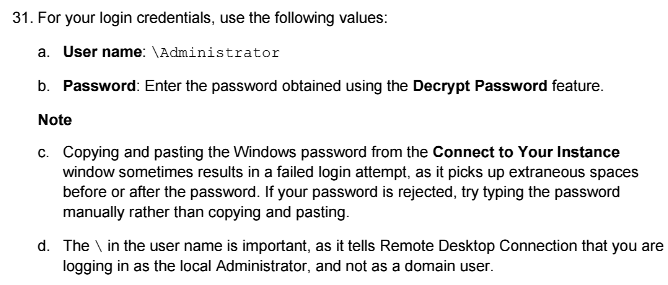 31. For your login credentials, use the following values:
a. User name: \Administrator
b. Password: Enter the password obtained using the Decrypt Password feature.
Note
c. Copying and pasting the Windows password from the Connect to Your Instance
window sometimes results in a failed login attempt, as it picks up extraneous spaces
before or after the password. If your password is rejected, try typing the password
manually rather than copying and pasting.
d. The \ in the user name is important, as it tells Remote Desktop Connection that you are
logging in as the local Administrator, and not as a domain user.